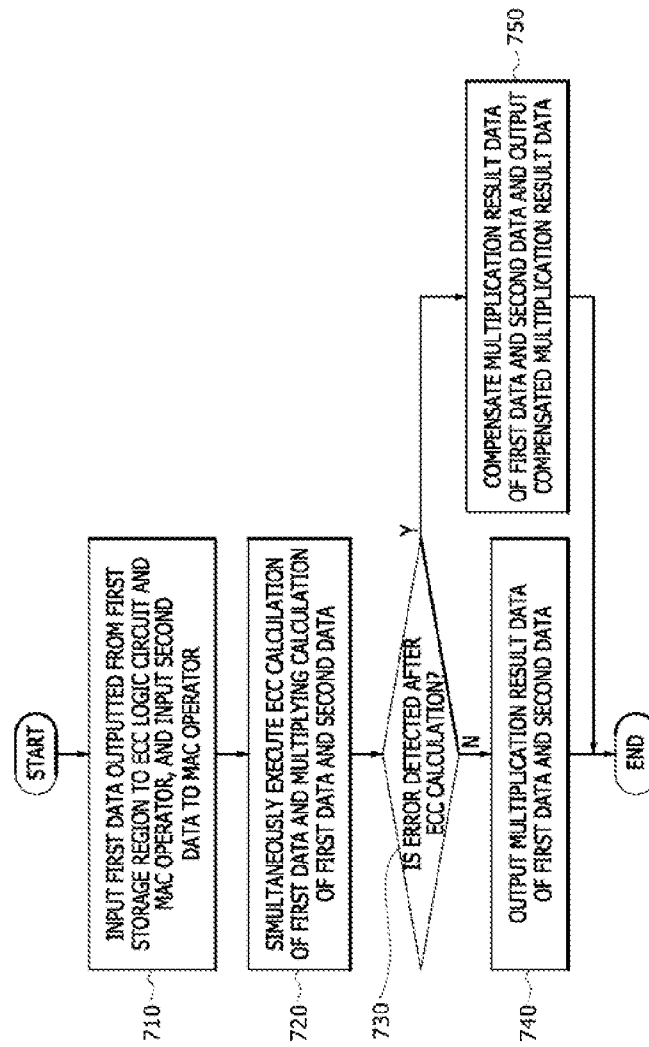 START
INPUT FIRST DATA OUTPUTTED FROM FIRST
STORAGE REGION TO ECC LOGIC CIRCUIT AND
MAC OPERATOR, AND INPUT SECOND
DATA TO MAC OPERATOR
710
SIMULTANEOUSLY EXECUTE ECC CALCULATION
OF FIRST DATA AND MULTIPLYING CALCULATION
OF FIRST DATA AND SECOND DATA
720
730
IS ERROR DETECTED AFTER
ECC CALCULATION?
Y
N
OUTPUT MULTIPLICATION RESULT DATA
OF FIRST DATA AND SECOND DATA
740
COMPENSATE MULTIPLICATION RESULT DATA
OF FIRST DATA AND SECOND DATA AND OUTPUT
COMPENSATED MULTIPLICATION RESULT DATA
750
END